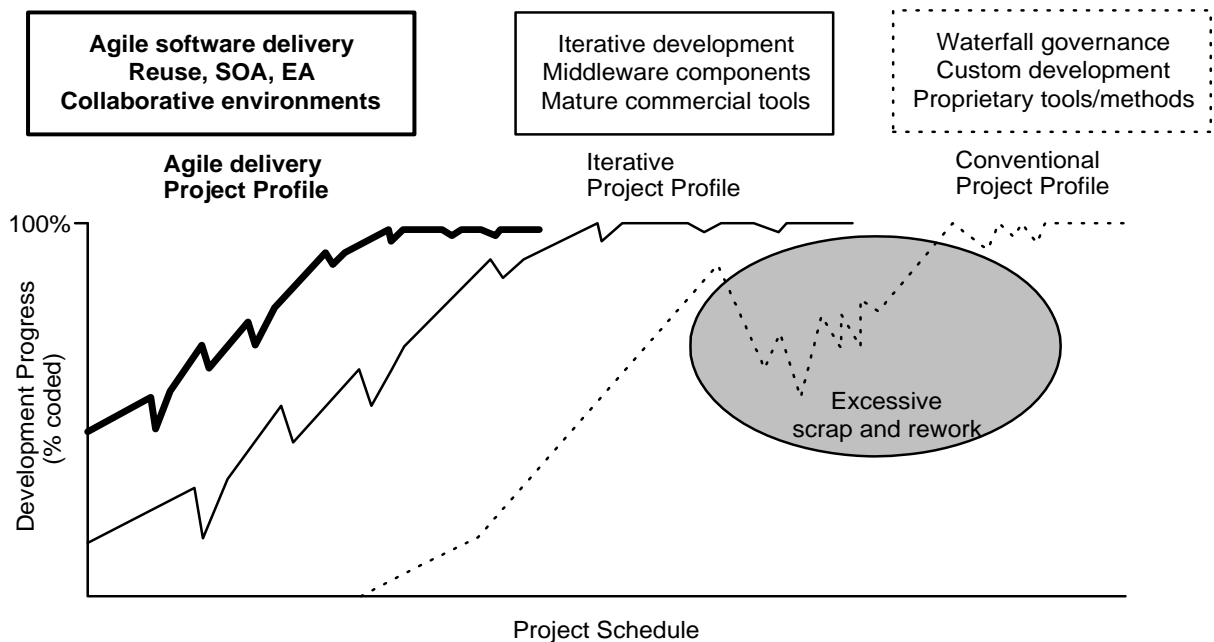 Agile software delivery
Reuse, SOA, EA
Collaborative environments
Iterative development
Middleware components
Mature commercial tools
Waterfall governance
Custom development
Proprietary tools/methods
Agile delivery
Project Profile
Iterative
Project Profile
Conventional
Project Profile
100%
Development Progress
(% coded)
Excessive
scrap and rework
Project Schedule